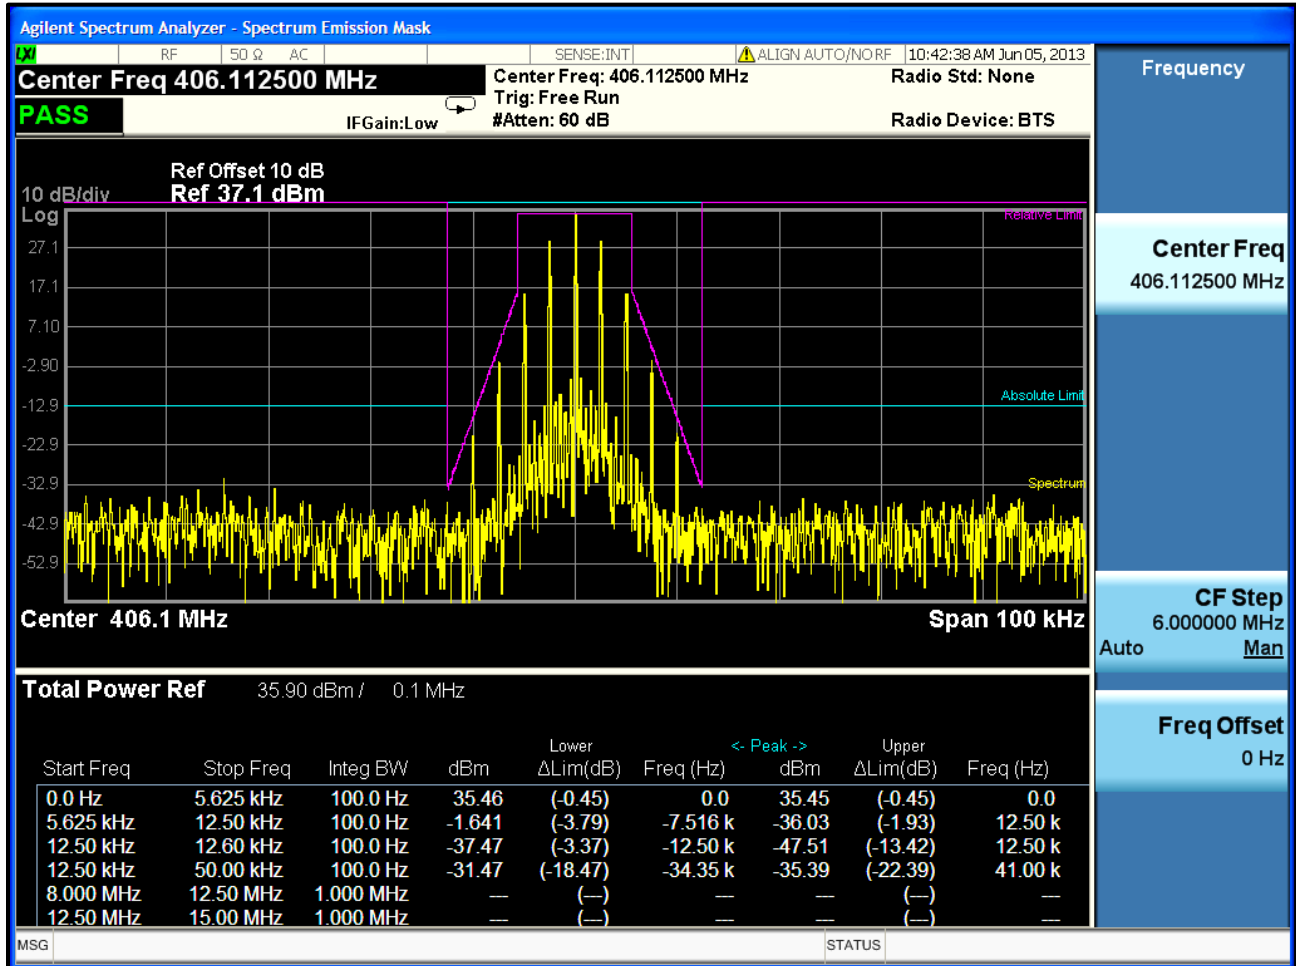 Agilent Spectrum Analyzer - Spectrum Emission Mask
LXI RF 50 Ω AC SENSE:INT ALIGN AUTO/NO RF 10:42:38 AM Jun 05, 2013
Center Freq 406.112500 MHz Center Freq: 406.112500 MHz Radio Std: None
Trig: Free Run
PASS IFGain:Low #Atten: 60 dB Radio Device: BTS
Ref Offset 10 dB
10 dB/div Ref 37.1 dBm
Log
Relative Limit
27.1
17.1
7.10
-2.90
Absolute Limit
-12.9
-22.9
-32.9
Spectrum
-42.9
-52.9
Center 406.1 MHz Span 100 kHz
Total Power Ref 35.90 dBm / 0.1 MHz
Lower <- Peak -> Upper
Start Freq Stop Freq Integ BW dBm ΔLim(dB) Freq (Hz) dBm ΔLim(dB) Freq (Hz)
0.0 Hz 5.625 kHz 100.0 Hz 35.46 (-0.45) 0.0 35.45 (-0.45) 0.0
5.625 kHz 12.50 kHz 100.0 Hz -1.641 (-3.79) -7.516 k -36.03 (-1.93) 12.50 k
12.50 kHz 12.60 kHz 100.0 Hz -37.47 (-3.37) -12.50 k -47.51 (-13.42) 12.50 k
12.50 kHz 50.00 kHz 100.0 Hz -31.47 (-18.47) -34.35 k -35.39 (-22.39) 41.00 k
8.000 MHz 12.50 MHz 1.000 MHz --- (---) --- --- (---) ---
12.50 MHz 15.00 MHz 1.000 MHz --- (---) --- --- (---) ---
MSG STATUS
Frequency
Center Freq
406.112500 MHz
CF Step
6.000000 MHz
Auto Man
Freq Offset
0 Hz